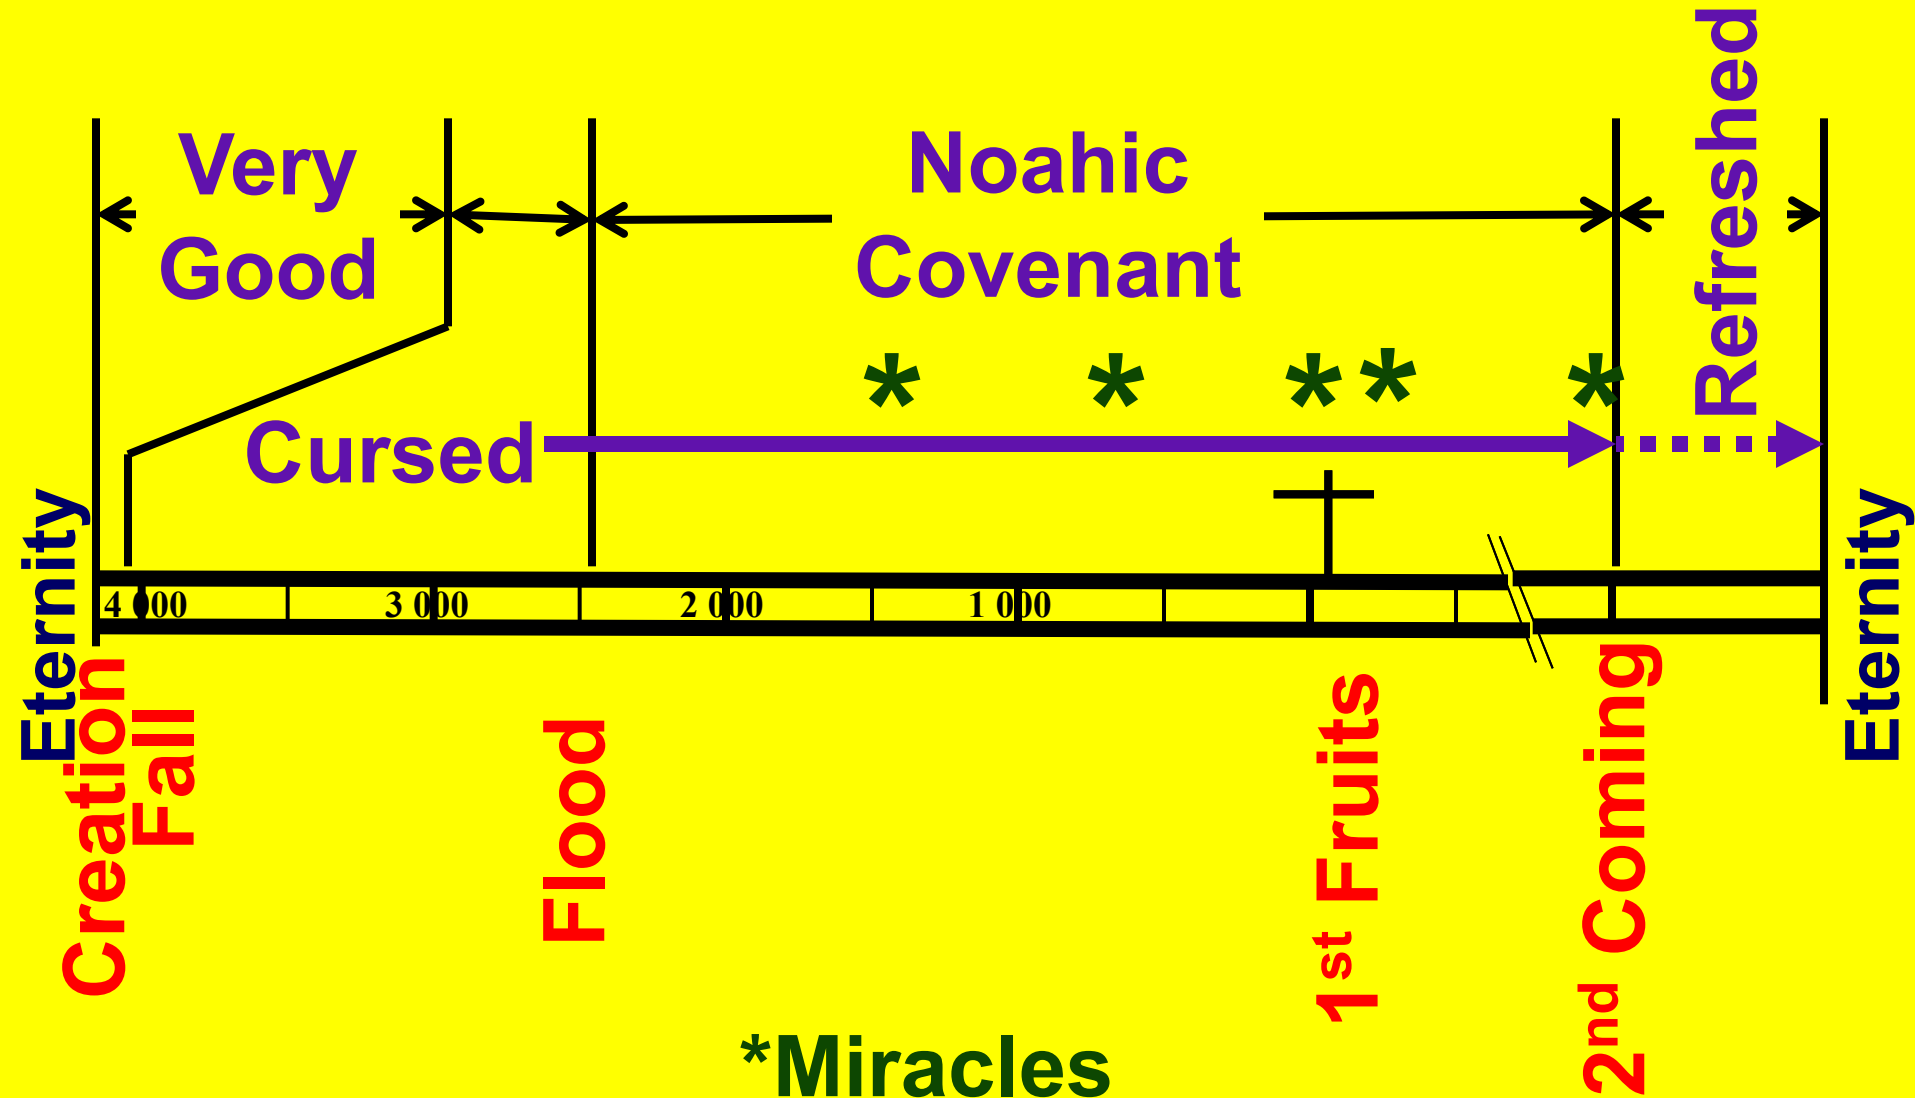 Very
Good
Noahic
Covenant
Refreshed
* * * * *
Cursed
Eternity
Eternity
4 000 3 000 2 000 1 000
Creation
Fall
Flood
1st Fruits
2nd Coming
*Miracles